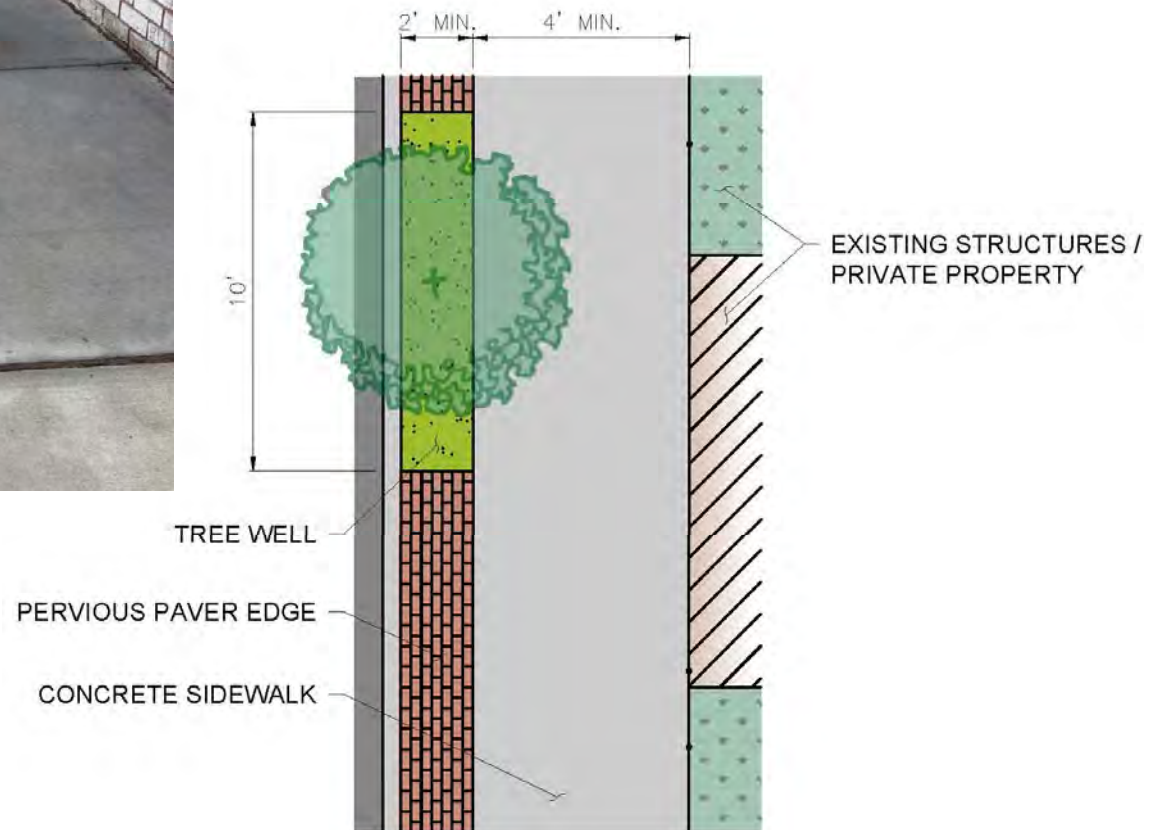 2' MIN.
4' MIN.
10'
EXISTING STRUCTURES /
PRIVATE PROPERTY
TREE WELL
PERVIOUS PAVER EDGE
CONCRETE SIDEWALK